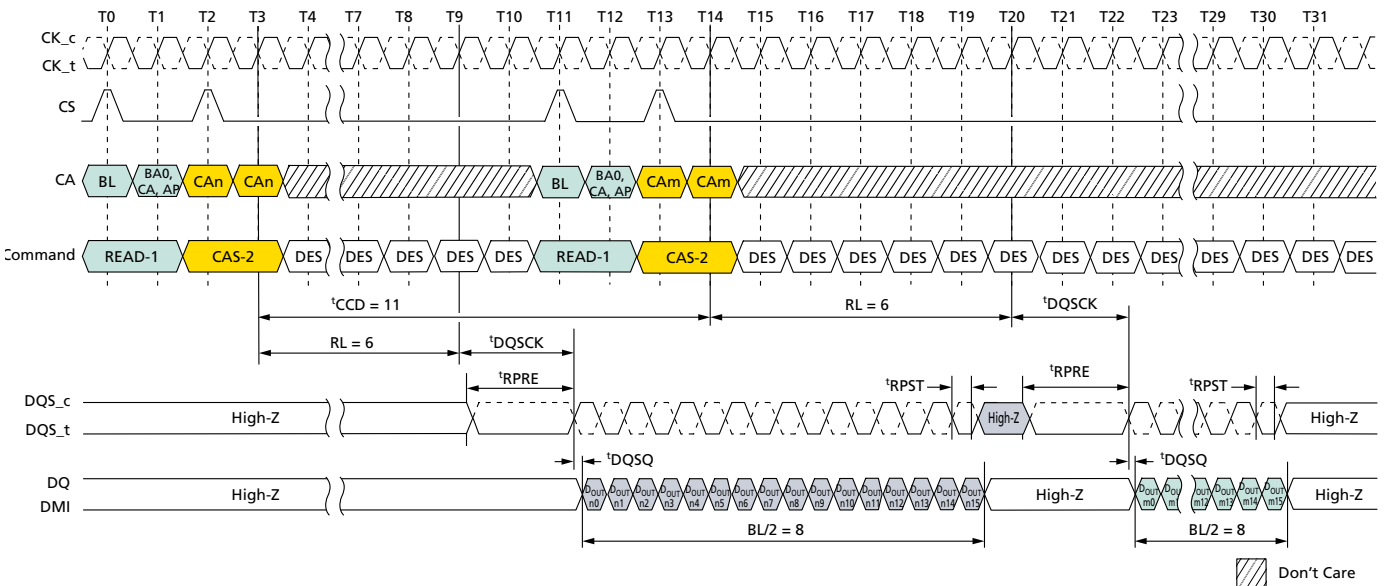 T0 T1 T2 T3 T4 T7 T8 T9 T10 T11 T12 T13 T14 T15 T16 T17 T18 T19 T20 T21 T22 T23 T29 T30 T31
CK_c
CK_t
CS
CA BL BA0, CA, AP CAn CAn BL BA0, CA, AP CAm CAm
Command READ-1 CAS-2 DES DES DES DES DES READ-1 CAS-2 DES DES DES DES DES DES DES DES DES DES DES DES DES
tCCD = 11 RL = 6 tDQSCK
RL = 6 tDQSCK
tRPRE tRPST tRPRE tRPST
DQS_c
DQS_t
High-Z High-Z High-Z
tDQSQ tDQSQ
DQ
DMI
High-Z DOUT n0 DOUT n1 DOUT n2 DOUT n3 DOUT n4 DOUT n5 DOUT n6 DOUT n7 DOUT n8 DOUT n9 DOUT n10 DOUT n11 DOUT n12 DOUT n13 DOUT n14 DOUT n15 High-Z DOUT m0 DOUT m1 DOUT m12 DOUT m13 DOUT m14 DOUT m15 High-Z
BL/2 = 8 BL/2 = 8
Don't Care